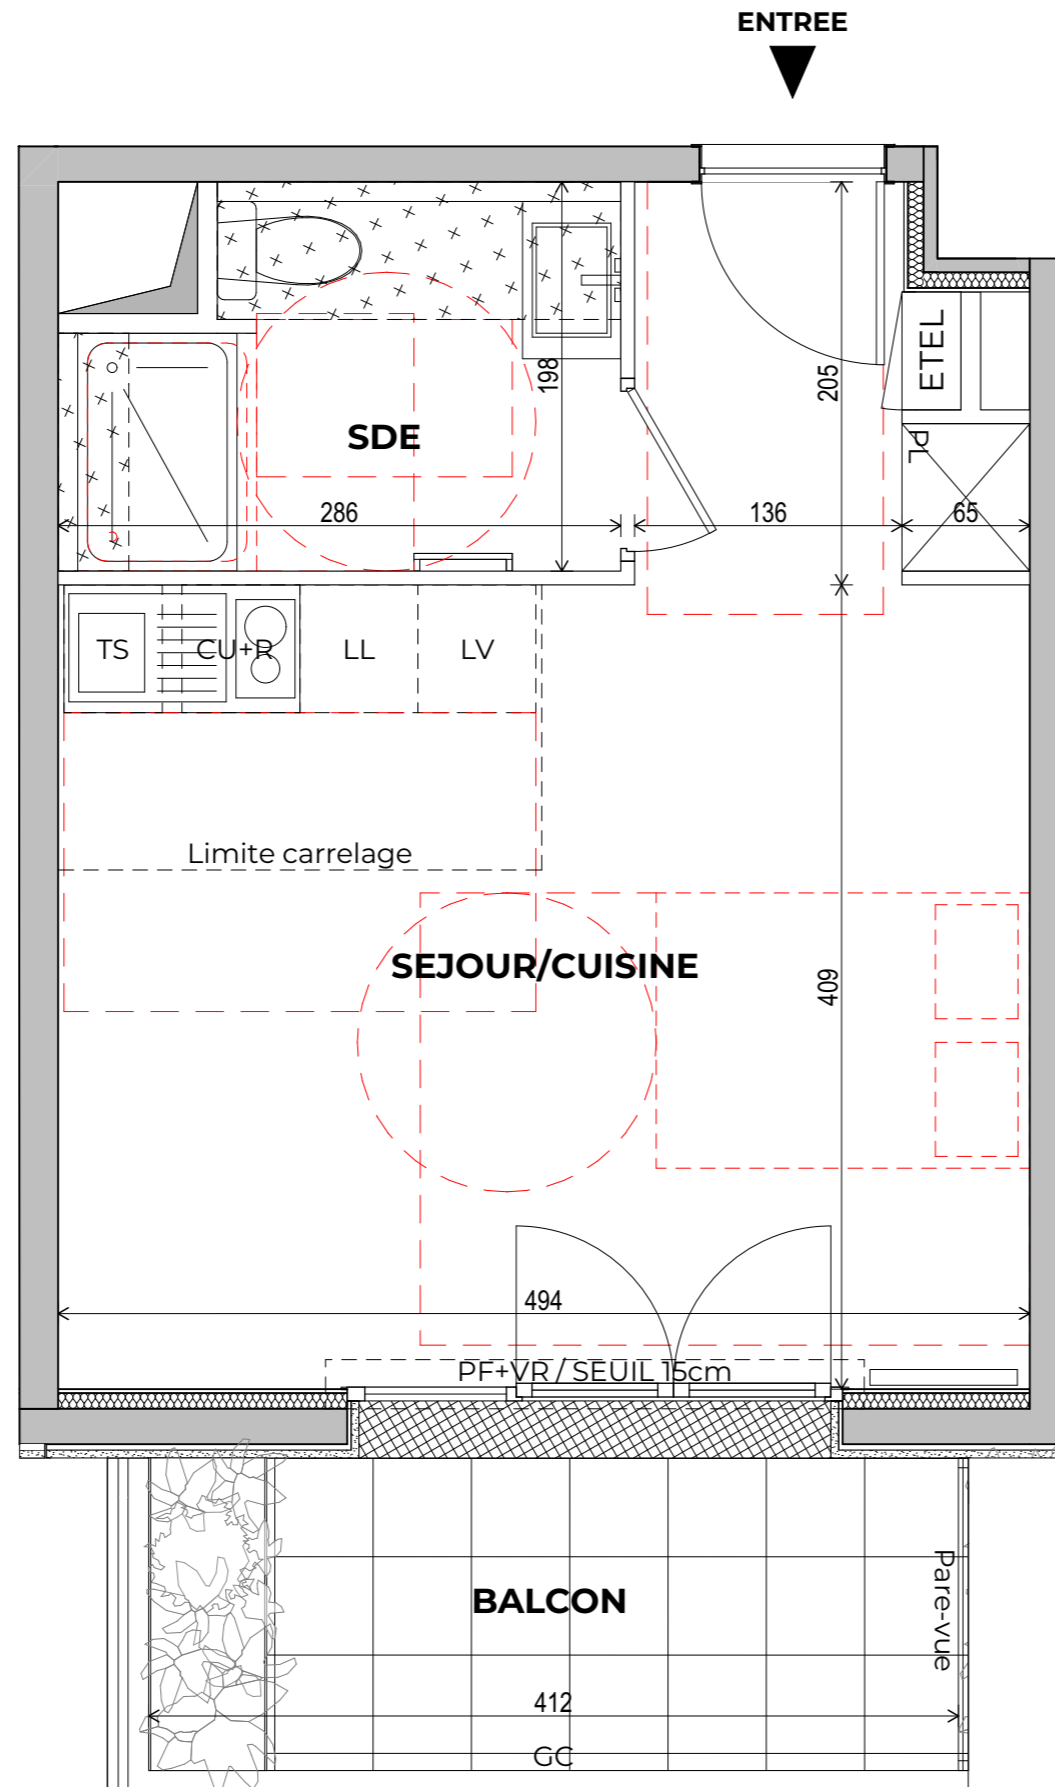 ENTREE
ETEL
198
205
PL
SDE
286
136
65
TS
CU+R
LL
LV
Limite carrelage
SEJOUR/CUISINE
409
494
PF+VR / SEUIL 15cm
Pare-vue
BALCON
412
GC